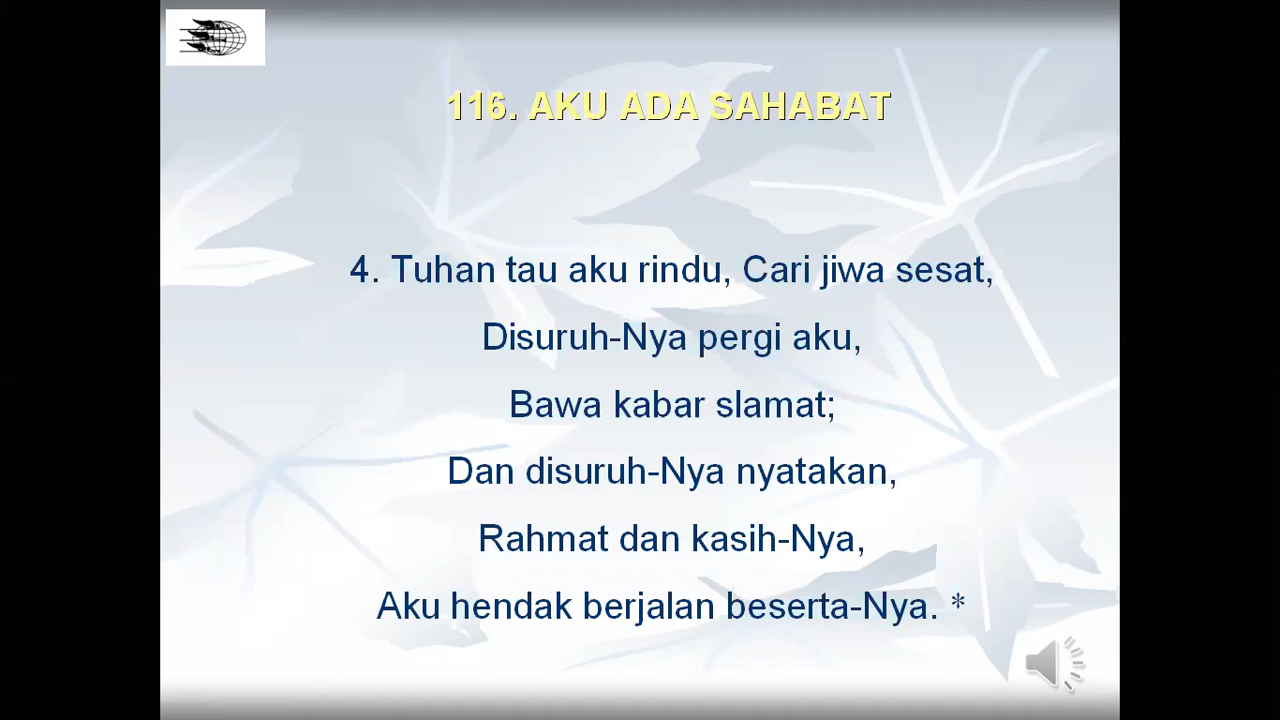 116. AKU ADA SAHABAT
4. Tuhan tau aku rindu, Cari jiwa sesat,
Disuruh-Nya pergi aku,
Bawa kabar slamat;
Dan disuruh-Nya nyatakan,
Rahmat dan kasih-Nya,
Aku hendak berjalan beserta-Nya. *